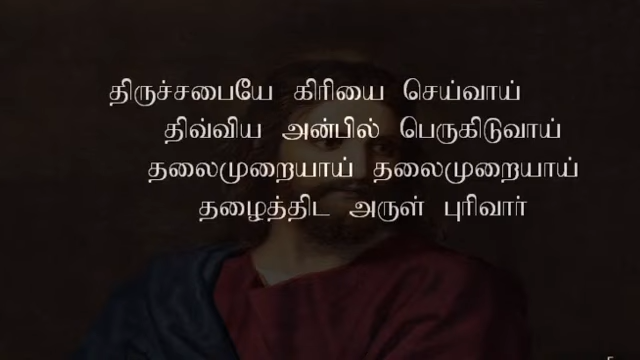 திருச்சபையே கிரியை செய்வாய்
திவ்விய அன்பில் பெருகிடுவாய்
தலைமுறையாய் தலைமுறையாய்
தழைத்திட அருள் புரிவார்